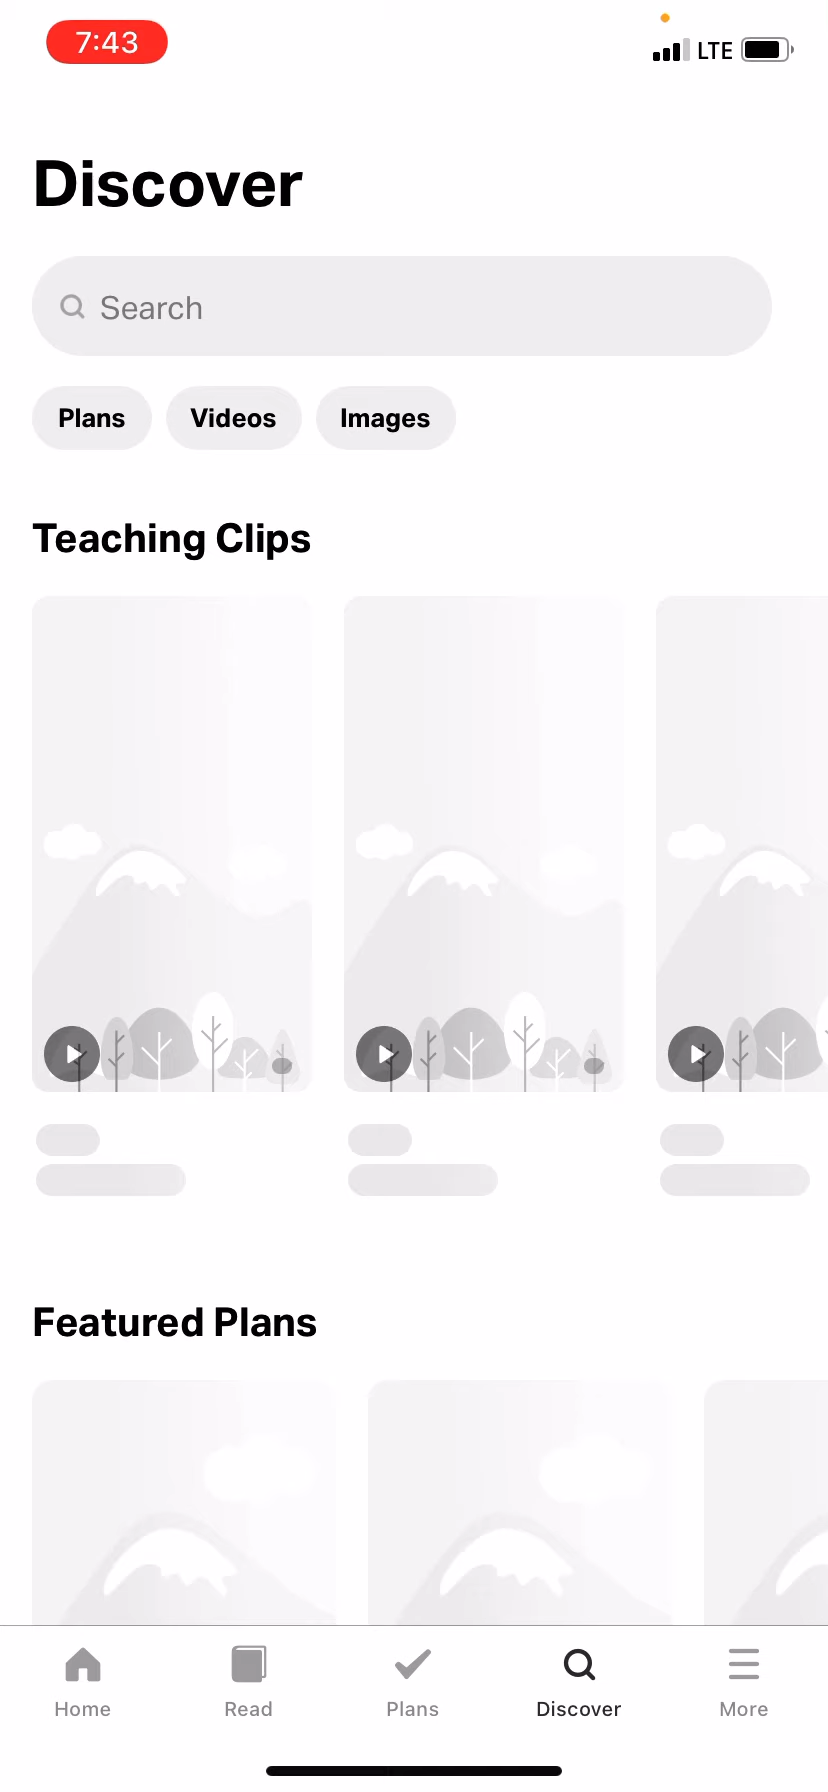 7:43
LTE
Discover
Search
Plans Videos Images
Teaching Clips
Featured Plans
Home Read Plans Discover More